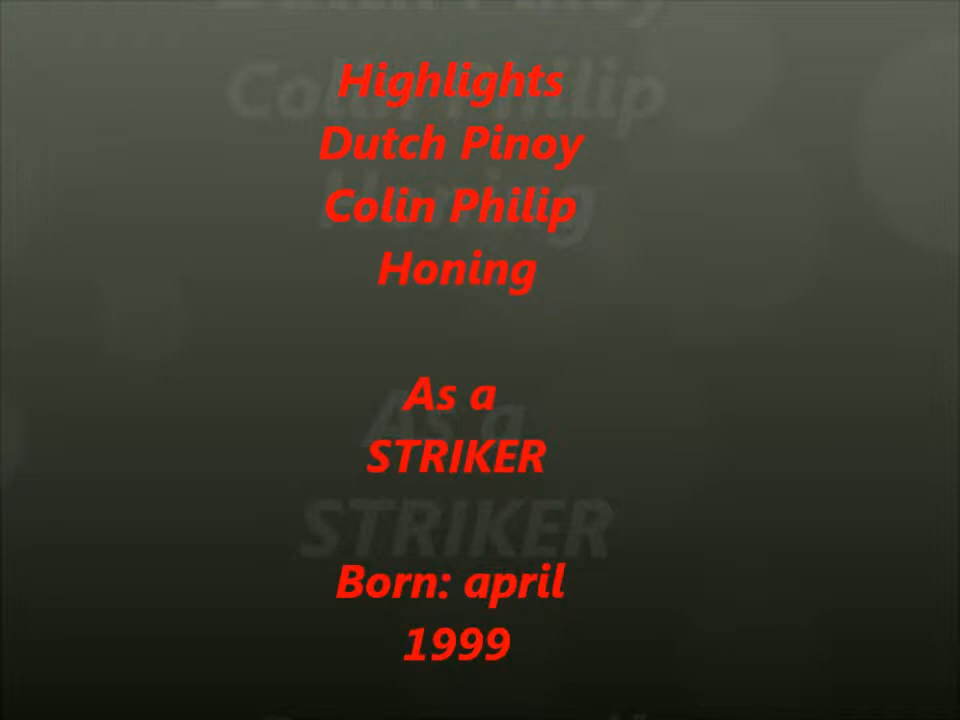 Highlights
Dutch Pinoy
Colin Philip
Honing
As a
STRIKER
Born: april
1999